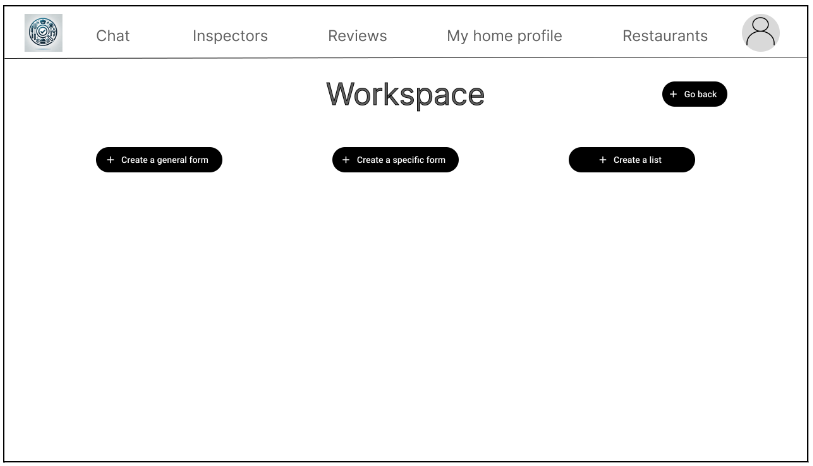 Chat Inspectors Reviews My home profile Restaurants
Workspace
+ Go back
+ Create a general form + Create a specific form + Create a list